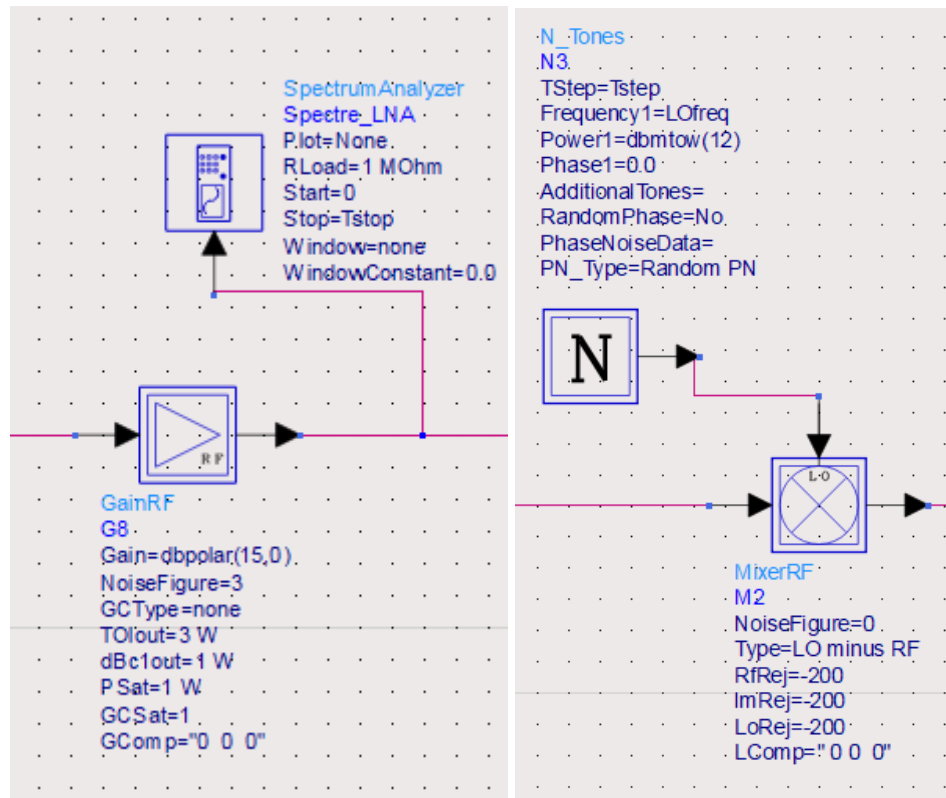 SpectrumAnalyzer
Spectre_LNA
Plot=None
RLoad=1 MOhm
Start=0
Stop=Tstop
Window=none
WindowConstant=0.0
RF
GainRF
G8
Gain=dbpolar(15,0)
NoiseFigure=3
GCType=none
TOIout=3 W
dBc1out=1 W
PSat=1 W
GCSat=1
GComp="0 0 0"
N_Tones
N3
TStep=Tstep
Frequency1=LOfreq
Power1=dbmtow(12)
Phase1=0.0
AdditionalTones=
RandomPhase=No
PhaseNoiseData=
PN_Type=Random PN
N
LO
MixerRF
M2
NoiseFigure=0
Type=LO minus RF
RfRej=-200
ImRej=-200
LoRej=-200
LComp="0 0 0"